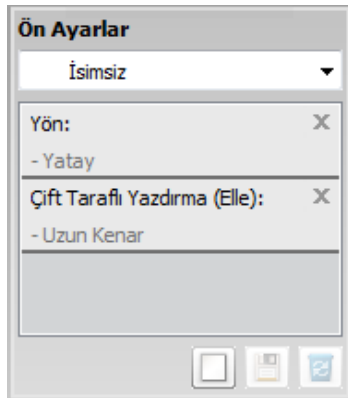 Ön Ayarlar
İsimsiz
Yön:
- Yatay
Çift Taraflı Yazdırma (Elle):
- Uzun Kenar